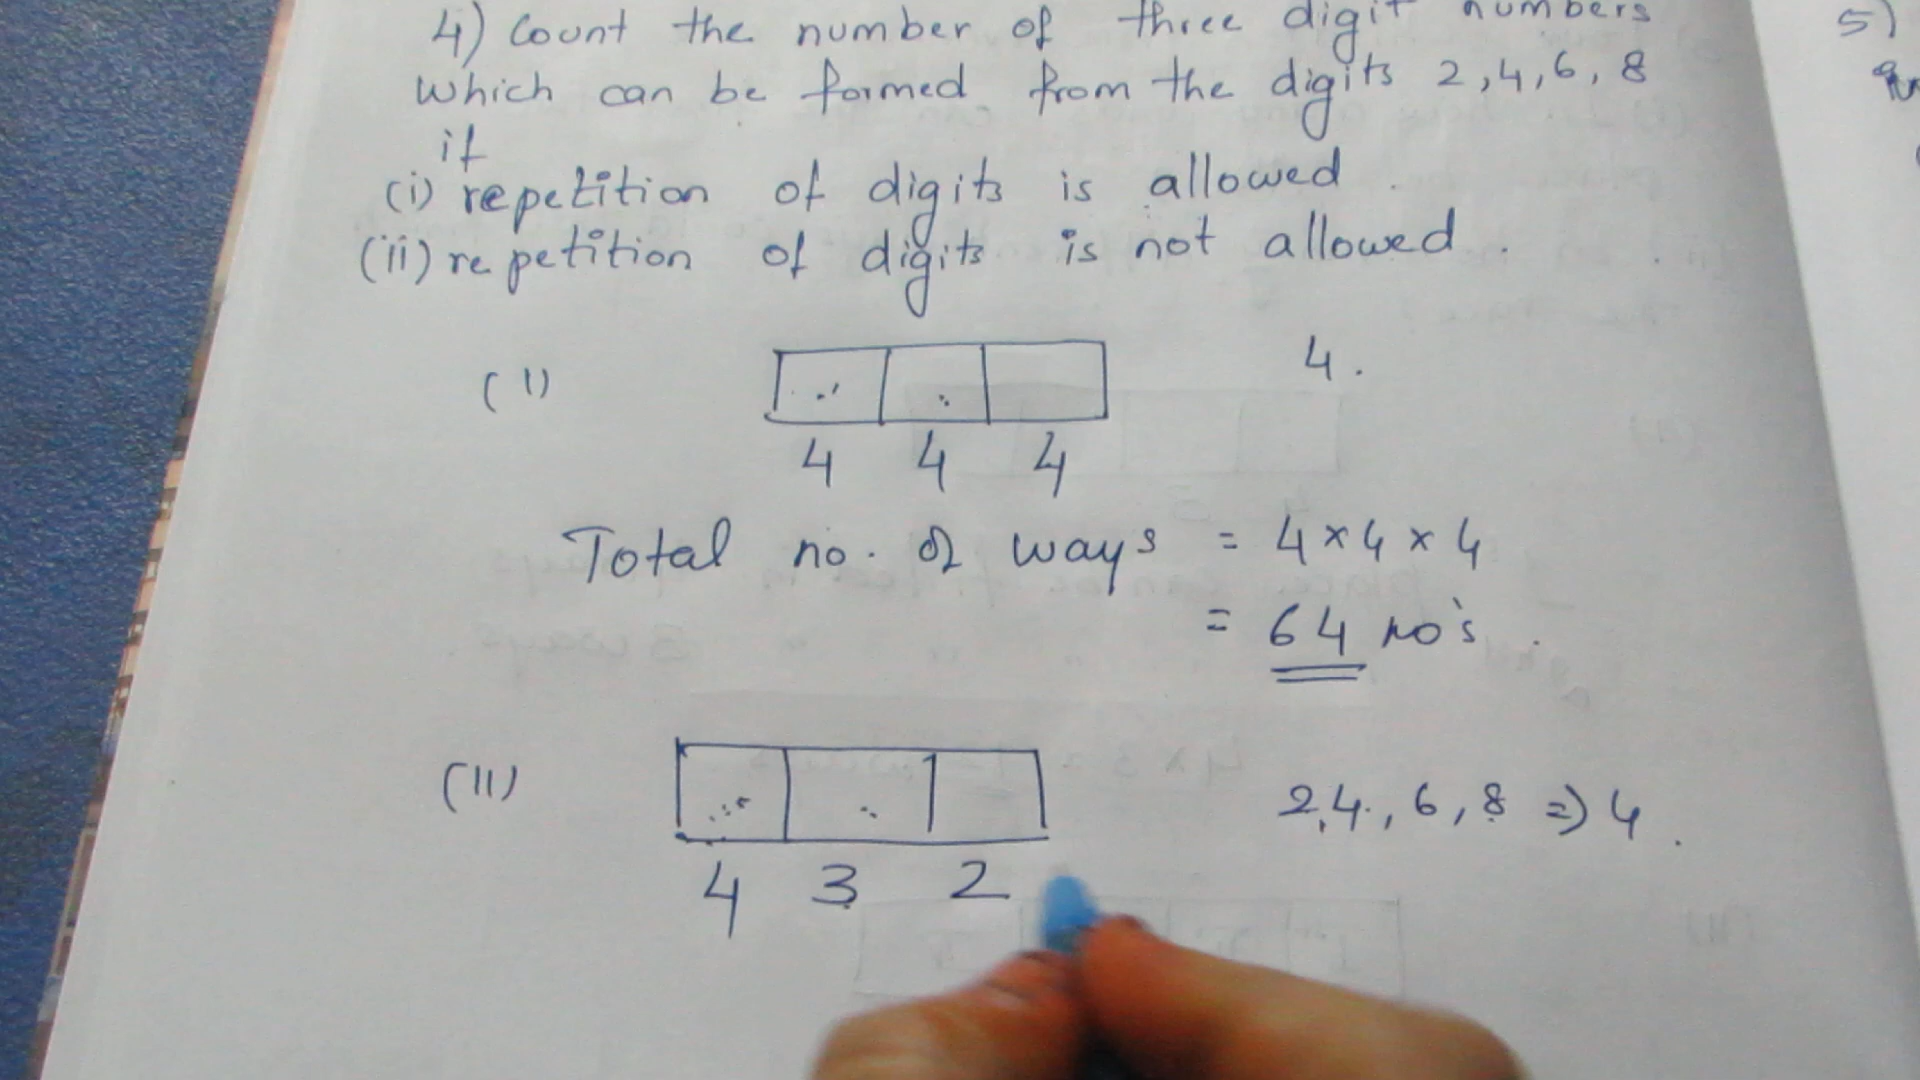 4) Count the number of three digit numbers
which can be formed from the digits 2,4,6,8
if
(i) repetition of digits is allowed.
(ii) repetition of digits is not allowed.
(I) 4.
4 4 4
Total no. of ways = 4×4×4
= 64 no's.
(II) 2,4,6,8 => 4.
4 3 2
5)